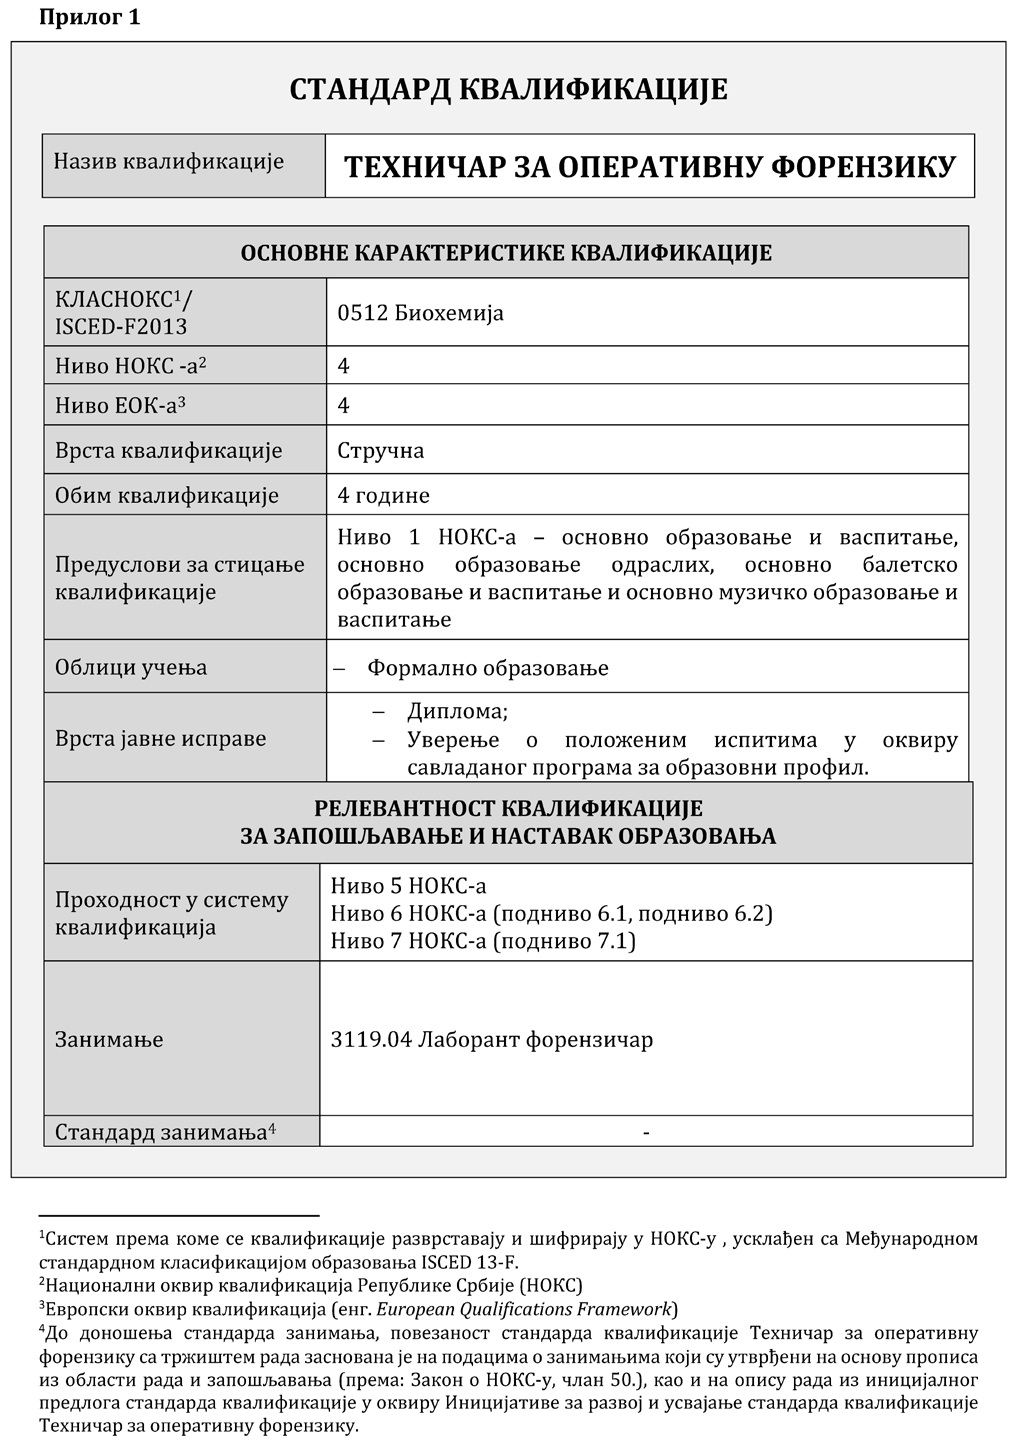 Прилог 1
СТАНДАРД КВАЛИФИКАЦИЈЕ
Назив квалификације
ТЕХНИЧАР ЗА ОПЕРАТИВНУ ФОРЕНЗИКУ
ОСНОВНЕ КАРАКТЕРИСТИКЕ КВАЛИФИКАЦИЈЕ
КЛАСНОКС¹/
ISCED-F2013
0512 Биохемија
Ниво НОКС -а²
4
Ниво ЕОК-а³
4
Врста квалификације
Стручна
Обим квалификације
4 године
Предуслови за стицање
квалификације
Ниво 1 НОКС-а – основно образовање и васпитање,
основно образовање одраслих, основно балетско
образовање и васпитање и основно музичко образовање и
васпитање
Облици учења
– Формално образовање
Врста јавне исправе
– Диплома;
– Уверење о положеним испитима у оквиру
савладаног програма за образовни профил.
РЕЛЕВАНТНОСТ КВАЛИФИКАЦИЈЕ
ЗА ЗАПОШЉАВАЊЕ И НАСТАВАК ОБРАЗОВАЊА
Проходност у систему
квалификација
Ниво 5 НОКС-а
Ниво 6 НОКС-а (подниво 6.1, подниво 6.2)
Ниво 7 НОКС-а (подниво 7.1)
Занимање
3119.04 Лаборант форензичар
Стандард занимања⁴
-
¹Систем према коме се квалификације разврставају и шифрирају у НОКС-у , усклађен са Међународном
стандардном класификацијом образовања ISCED 13-F.
²Национални оквир квалификација Републике Србије (НОКС)
³Европски оквир квалификација (енг. European Qualifications Framework)
⁴До доношења стандарда занимања, повезаност стандарда квалификације Техничар за оперативну
форензику са тржиштем рада заснована је на подацима о занимањима који су утврђени на основу прописа
из области рада и запошљавања (према: Закон о НОКС-у, члан 50.), као и на опису рада из иницијалног
предлога стандарда квалификације у оквиру Иницијативе за развој и усвајање стандарда квалификације
Техничар за оперативну форензику.